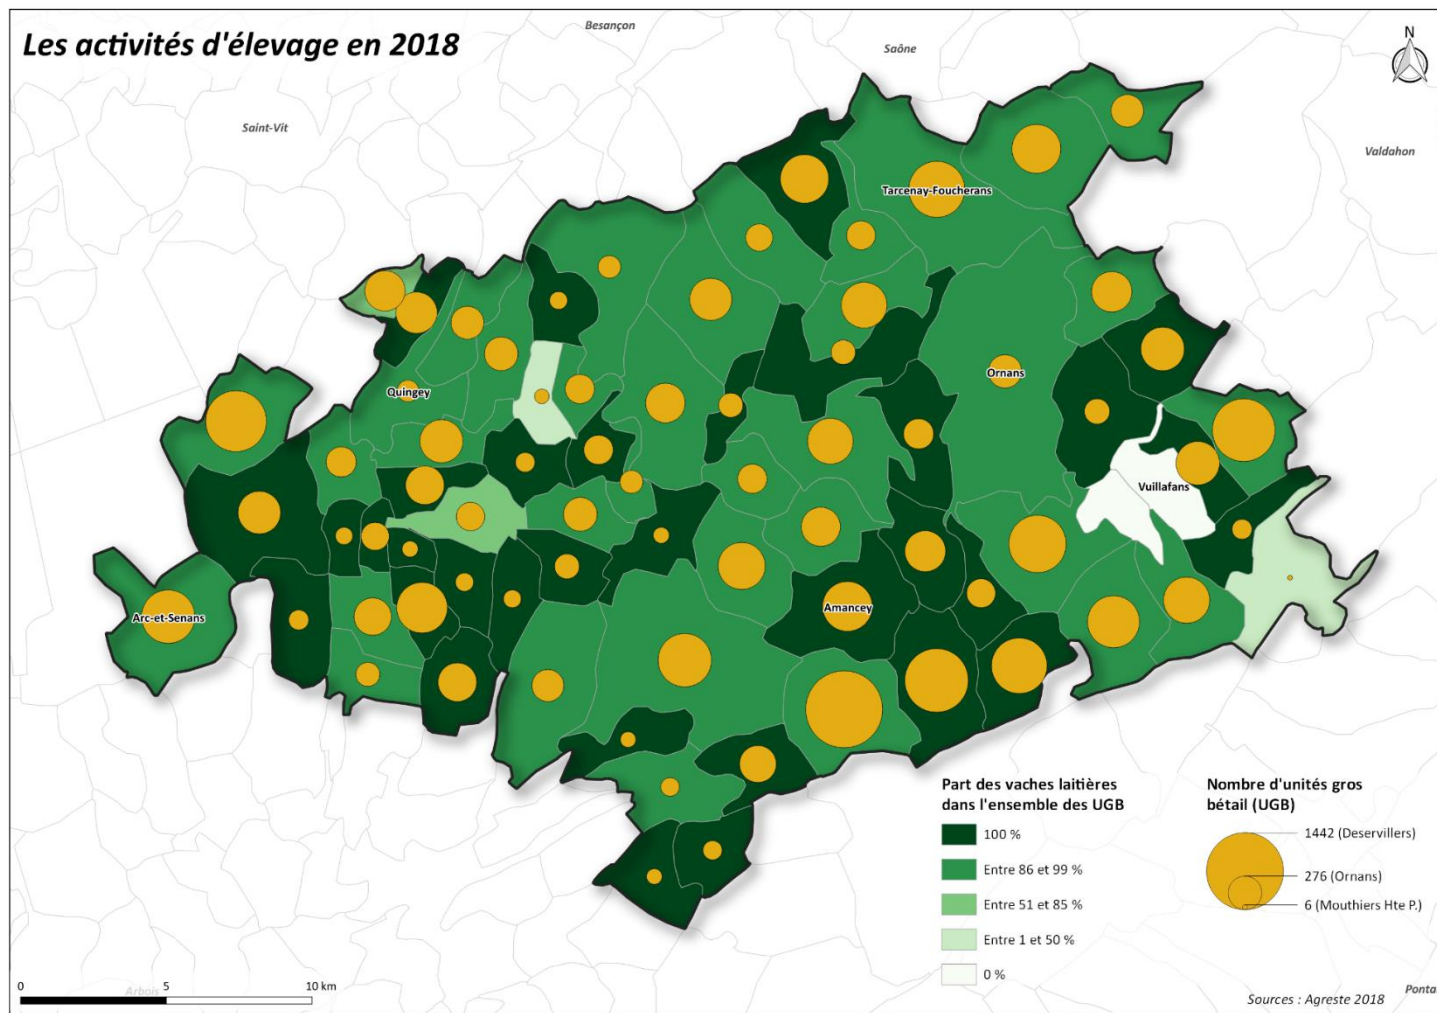 Les activités d'élevage en 2018
Besançon
Saône
N
Saint-Vit
Valdahon
Tarcenay-Foucherans
Ornans
Quingey
Vuillafans
Arc-et-Senans
Amancey
Part des vaches laitières
dans l'ensemble des UGB
100 %
Entre 86 et 99 %
Entre 51 et 85 %
Entre 1 et 50 %
0 %
Nombre d'unités gros
bétail (UGB)
1442 (Deservillers)
276 (Ornans)
6 (Mouthiers Hte P.)
0 5 10 km
Arbois
Ponta
Sources : Agreste 2018